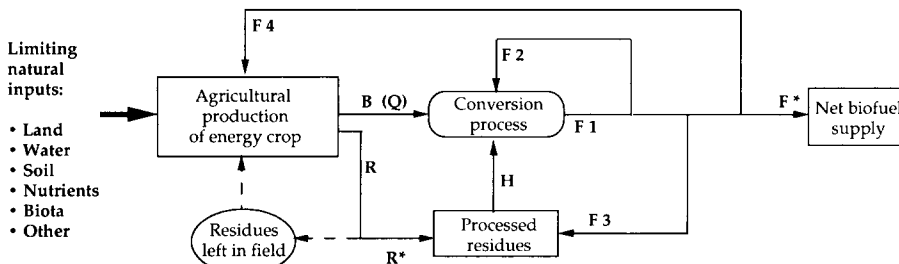 Limiting
natural
inputs:
• Land
• Water
• Soil
• Nutrients
• Biota
• Other
F 4
Agricultural
production
of energy crop
B (Q)
F 2
Conversion
process
F 1
F *
Net biofuel
supply
R
H
F 3
Residues
left in field
R*
Processed
residues